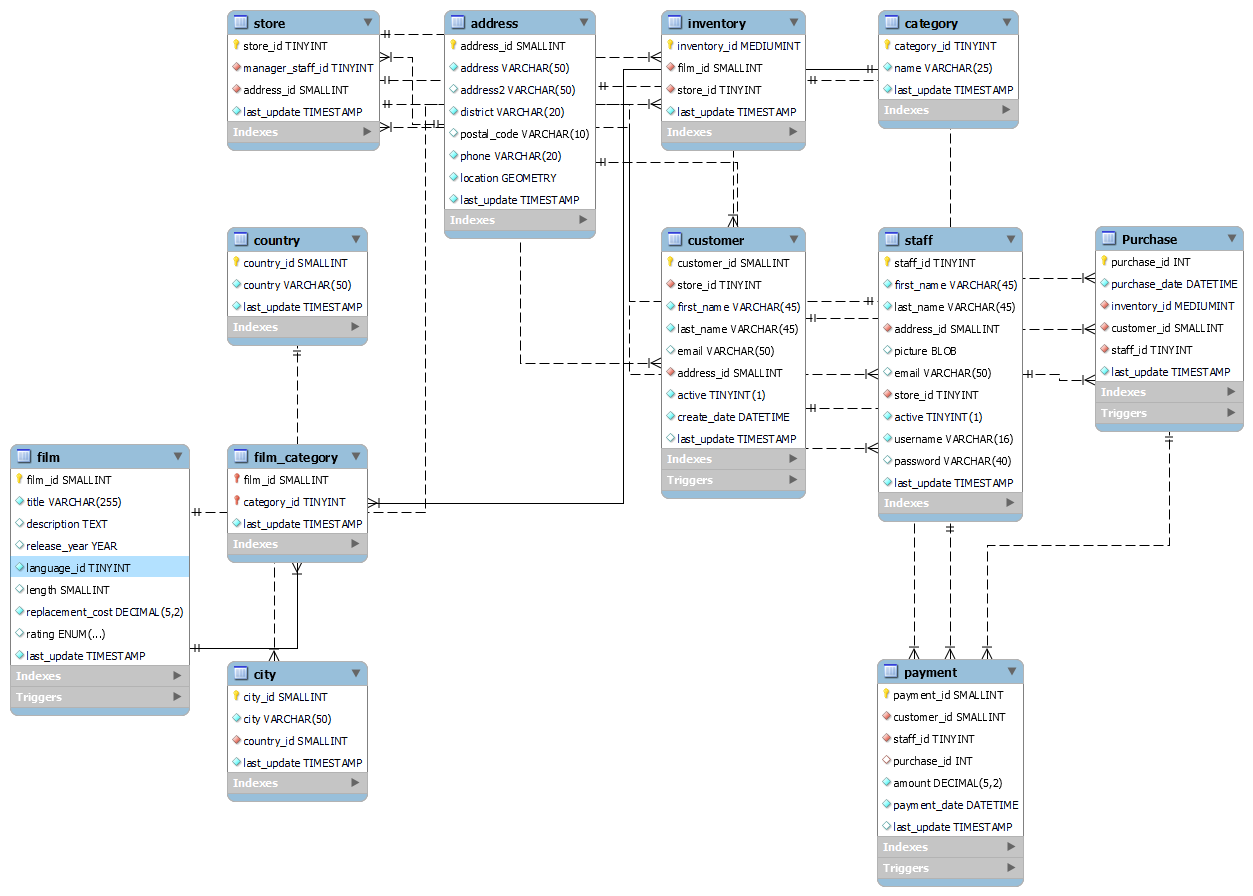 store
store_id TINYINT
manager_staff_id TINYINT
address_id SMALLINT
last_update TIMESTAMP
Indexes
address
address_id SMALLINT
address VARCHAR(50)
address2 VARCHAR(50)
district VARCHAR(20)
postal_code VARCHAR(10)
phone VARCHAR(20)
location GEOMETRY
last_update TIMESTAMP
Indexes
inventory
inventory_id MEDIUMINT
film_id SMALLINT
store_id TINYINT
last_update TIMESTAMP
Indexes
category
category_id TINYINT
name VARCHAR(25)
last_update TIMESTAMP
Indexes
country
country_id SMALLINT
country VARCHAR(50)
last_update TIMESTAMP
Indexes
customer
customer_id SMALLINT
store_id TINYINT
first_name VARCHAR(45)
last_name VARCHAR(45)
email VARCHAR(50)
address_id SMALLINT
active TINYINT(1)
create_date DATETIME
last_update TIMESTAMP
Indexes
Triggers
staff
staff_id TINYINT
first_name VARCHAR(45)
last_name VARCHAR(45)
address_id SMALLINT
picture BLOB
email VARCHAR(50)
store_id TINYINT
active TINYINT(1)
username VARCHAR(16)
password VARCHAR(40)
last_update TIMESTAMP
Indexes
Purchase
purchase_id INT
purchase_date DATETIME
inventory_id MEDIUMINT
customer_id SMALLINT
staff_id TINYINT
last_update TIMESTAMP
Indexes
Triggers
film
film_id SMALLINT
title VARCHAR(255)
description TEXT
release_year YEAR
language_id TINYINT
length SMALLINT
replacement_cost DECIMAL(5,2)
rating ENUM(...)
last_update TIMESTAMP
Indexes
Triggers
film_category
film_id SMALLINT
category_id TINYINT
last_update TIMESTAMP
Indexes
city
city_id SMALLINT
city VARCHAR(50)
country_id SMALLINT
last_update TIMESTAMP
Indexes
payment
payment_id SMALLINT
customer_id SMALLINT
staff_id TINYINT
purchase_id INT
amount DECIMAL(5,2)
payment_date DATETIME
last_update TIMESTAMP
Indexes
Triggers